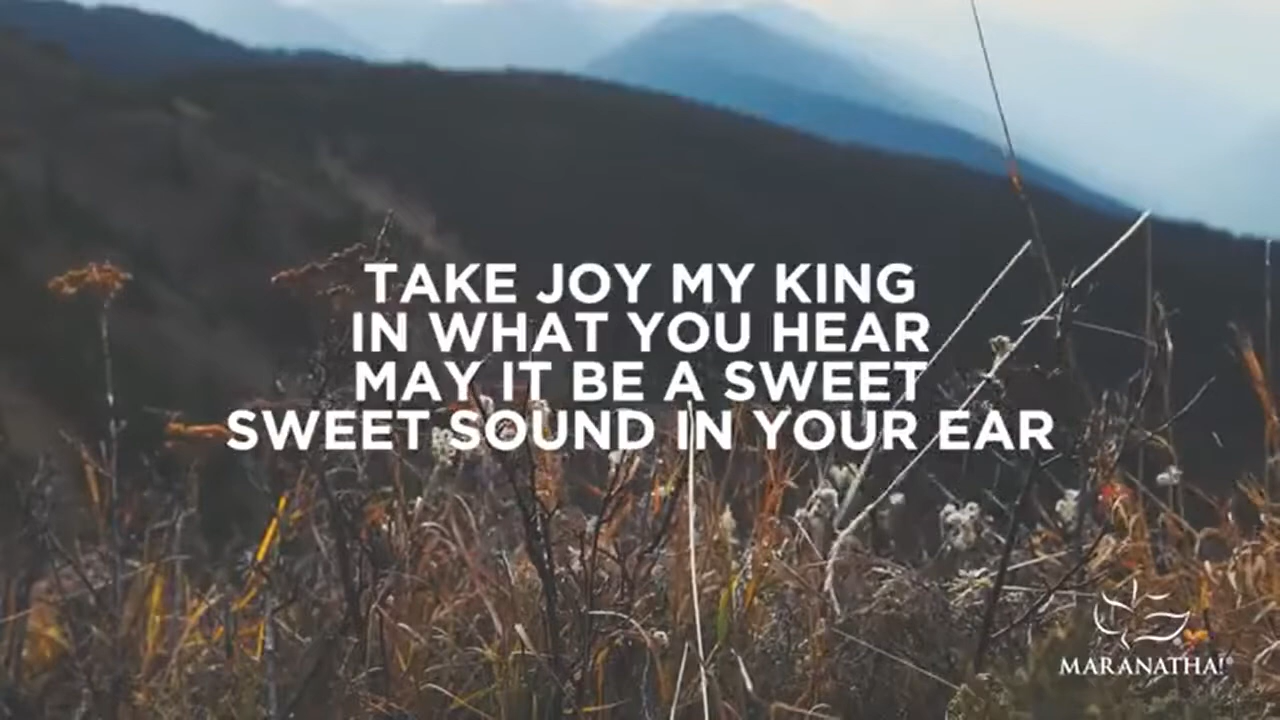 TAKE JOY MY KING
IN WHAT YOU HEAR
MAY IT BE A SWEET
SWEET SOUND IN YOUR EAR
MARANATHA!®